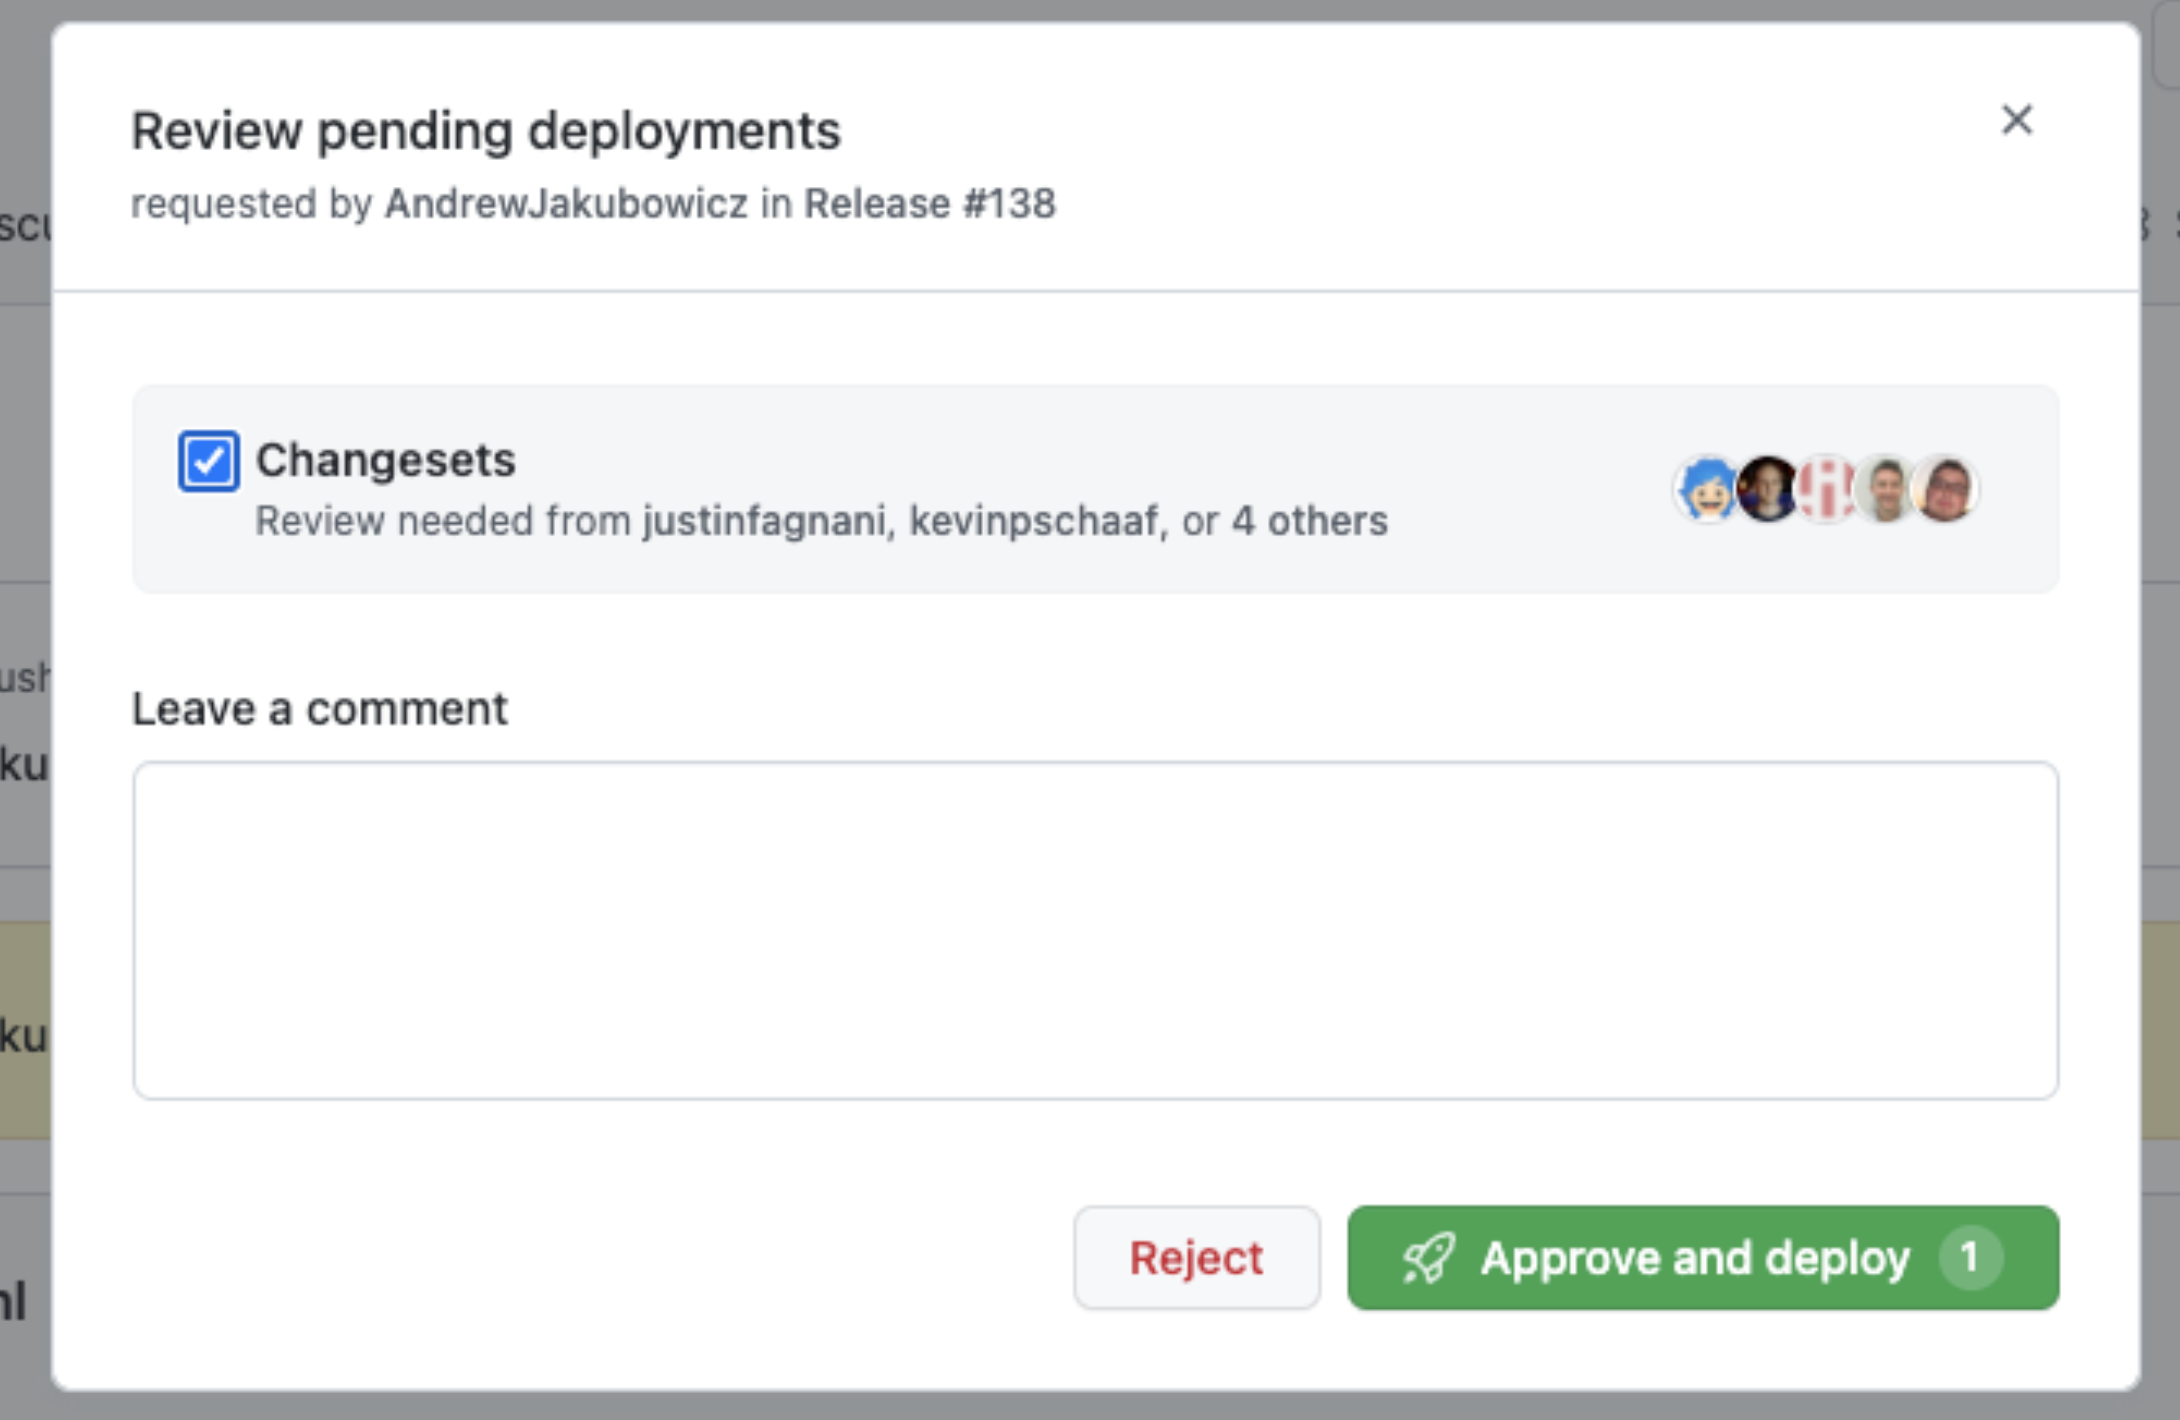 Review pending deployments
requested by AndrewJakubowicz in Release #138
Changesets
Review needed from justinfagnani, kevinpschaaf, or 4 others
Leave a comment
Reject
Approve and deploy 1